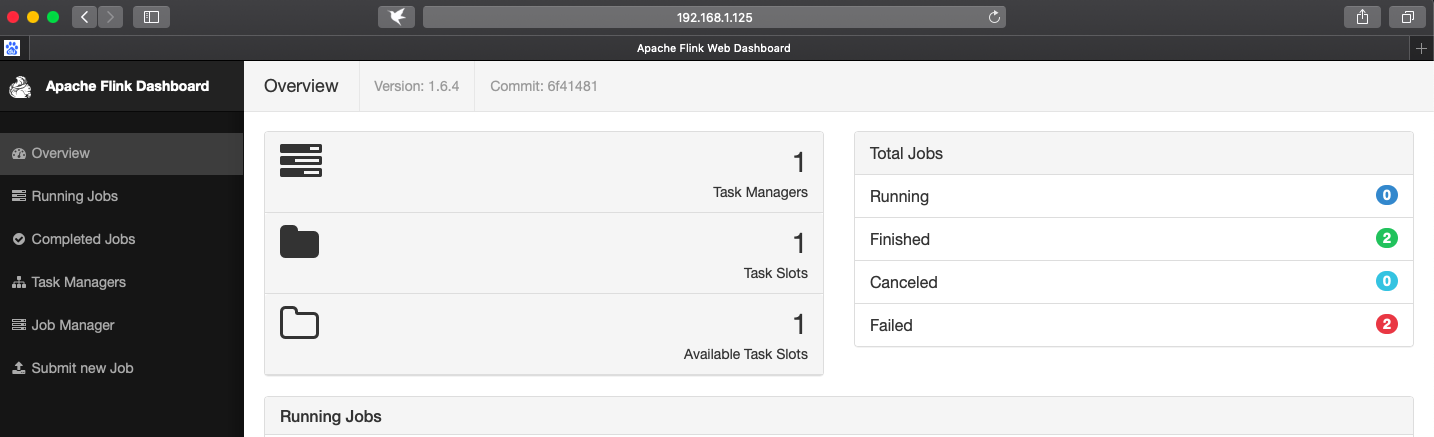 192.168.1.125
Apache Flink Web Dashboard
Apache Flink Dashboard
Overview
Version: 1.6.4
Commit: 6f41481
Overview
Running Jobs
Completed Jobs
Task Managers
Job Manager
Submit new Job
1
Task Managers
1
Task Slots
1
Available Task Slots
Total Jobs
Running 0
Finished 2
Canceled 0
Failed 2
Running Jobs